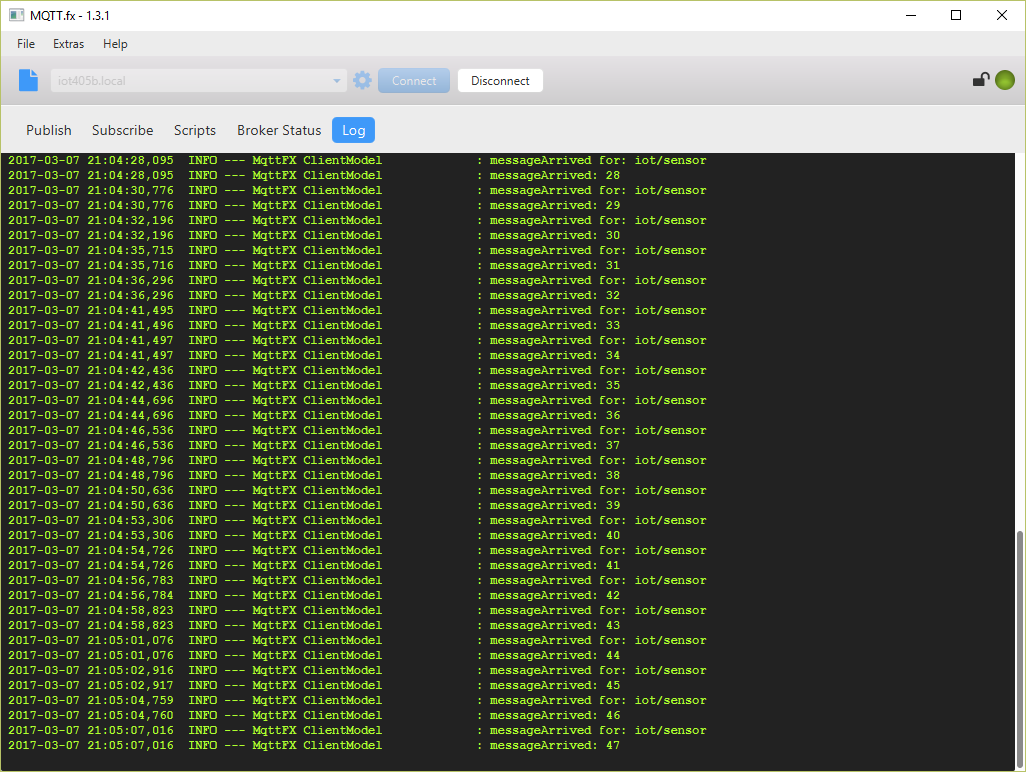 MQTT.fx - 1.3.1
File Extras Help
iot405b.local Connect Disconnect
Publish Subscribe Scripts Broker Status Log
2017-03-07 21:04:28,095 INFO --- MqttFX ClientModel : messageArrived for: iot/sensor
2017-03-07 21:04:28,095 INFO --- MqttFX ClientModel : messageArrived: 28
2017-03-07 21:04:30,776 INFO --- MqttFX ClientModel : messageArrived for: iot/sensor
2017-03-07 21:04:30,776 INFO --- MqttFX ClientModel : messageArrived: 29
2017-03-07 21:04:32,196 INFO --- MqttFX ClientModel : messageArrived for: iot/sensor
2017-03-07 21:04:32,196 INFO --- MqttFX ClientModel : messageArrived: 30
2017-03-07 21:04:35,715 INFO --- MqttFX ClientModel : messageArrived for: iot/sensor
2017-03-07 21:04:35,716 INFO --- MqttFX ClientModel : messageArrived: 31
2017-03-07 21:04:36,296 INFO --- MqttFX ClientModel : messageArrived for: iot/sensor
2017-03-07 21:04:36,296 INFO --- MqttFX ClientModel : messageArrived: 32
2017-03-07 21:04:41,495 INFO --- MqttFX ClientModel : messageArrived for: iot/sensor
2017-03-07 21:04:41,496 INFO --- MqttFX ClientModel : messageArrived: 33
2017-03-07 21:04:41,497 INFO --- MqttFX ClientModel : messageArrived for: iot/sensor
2017-03-07 21:04:41,497 INFO --- MqttFX ClientModel : messageArrived: 34
2017-03-07 21:04:42,436 INFO --- MqttFX ClientModel : messageArrived for: iot/sensor
2017-03-07 21:04:42,436 INFO --- MqttFX ClientModel : messageArrived: 35
2017-03-07 21:04:44,696 INFO --- MqttFX ClientModel : messageArrived for: iot/sensor
2017-03-07 21:04:44,696 INFO --- MqttFX ClientModel : messageArrived: 36
2017-03-07 21:04:46,536 INFO --- MqttFX ClientModel : messageArrived for: iot/sensor
2017-03-07 21:04:46,536 INFO --- MqttFX ClientModel : messageArrived: 37
2017-03-07 21:04:48,796 INFO --- MqttFX ClientModel : messageArrived for: iot/sensor
2017-03-07 21:04:48,796 INFO --- MqttFX ClientModel : messageArrived: 38
2017-03-07 21:04:50,636 INFO --- MqttFX ClientModel : messageArrived for: iot/sensor
2017-03-07 21:04:50,636 INFO --- MqttFX ClientModel : messageArrived: 39
2017-03-07 21:04:53,306 INFO --- MqttFX ClientModel : messageArrived for: iot/sensor
2017-03-07 21:04:53,306 INFO --- MqttFX ClientModel : messageArrived: 40
2017-03-07 21:04:54,726 INFO --- MqttFX ClientModel : messageArrived for: iot/sensor
2017-03-07 21:04:54,726 INFO --- MqttFX ClientModel : messageArrived: 41
2017-03-07 21:04:56,783 INFO --- MqttFX ClientModel : messageArrived for: iot/sensor
2017-03-07 21:04:56,784 INFO --- MqttFX ClientModel : messageArrived: 42
2017-03-07 21:04:58,823 INFO --- MqttFX ClientModel : messageArrived for: iot/sensor
2017-03-07 21:04:58,823 INFO --- MqttFX ClientModel : messageArrived: 43
2017-03-07 21:05:01,076 INFO --- MqttFX ClientModel : messageArrived for: iot/sensor
2017-03-07 21:05:01,076 INFO --- MqttFX ClientModel : messageArrived: 44
2017-03-07 21:05:02,916 INFO --- MqttFX ClientModel : messageArrived for: iot/sensor
2017-03-07 21:05:02,917 INFO --- MqttFX ClientModel : messageArrived: 45
2017-03-07 21:05:04,759 INFO --- MqttFX ClientModel : messageArrived for: iot/sensor
2017-03-07 21:05:04,760 INFO --- MqttFX ClientModel : messageArrived: 46
2017-03-07 21:05:07,016 INFO --- MqttFX ClientModel : messageArrived for: iot/sensor
2017-03-07 21:05:07,016 INFO --- MqttFX ClientModel : messageArrived: 47